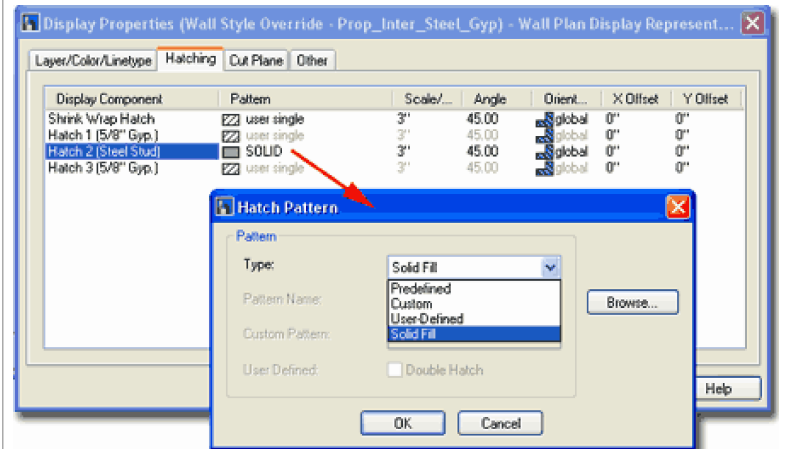 Display Properties (Wall Style Override - Prop_Inter_Steel_Gyp) - Wall Plan Display Represent...
Layer/Color/Linetype Hatching Cut Plane Other
Display Component Pattern Scale/... Angle Orient... X Offset Y Offset
Shrink Wrap Hatch user single 3" 45.00 global 0" 0"
Hatch 1 (5/8" Gyp.) user single 3" 45.00 global 0" 0"
Hatch 2 (Steel Stud) SOLID 3" 45.00 global 0" 0"
Hatch 3 (5/8" Gyp.) user single 3" 45.00 global 0" 0"
Hatch Pattern
Pattern
Type: Solid Fill
Predefined
Pattern Name: Custom Browse...
User-Defined
Custom Pattern: Solid Fill
User Defined: Double Hatch
Help
OK Cancel